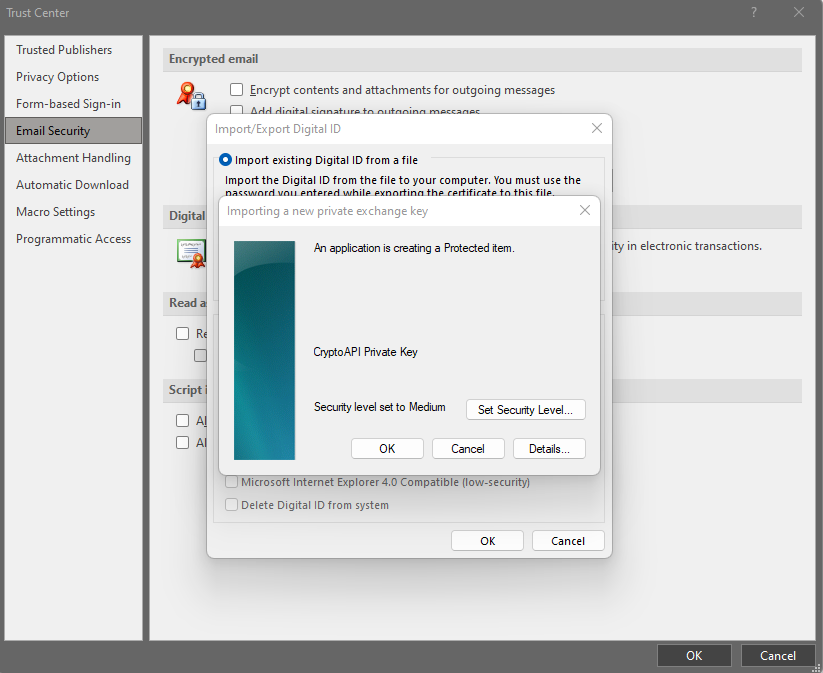 Trust Center
?
Trusted Publishers
Privacy Options
Form-based Sign-in
Email Security
Attachment Handling
Automatic Download
Macro Settings
Programmatic Access
Encrypted email
Encrypt contents and attachments for outgoing messages
Add digital signature to outgoing messages
Import/Export Digital ID
Import existing Digital ID from a file
Import the Digital ID from the file to your computer. You must use the
password you entered while exporting the certificate to this file.
Digital
ity in electronic transactions.
Read a
Re
Script i
Al
Al
Importing a new private exchange key
An application is creating a Protected item.
CryptoAPI Private Key
Security level set to Medium
Set Security Level...
OK
Cancel
Details...
Microsoft Internet Explorer 4.0 Compatible (low-security)
Delete Digital ID from system
OK
Cancel
OK
Cancel